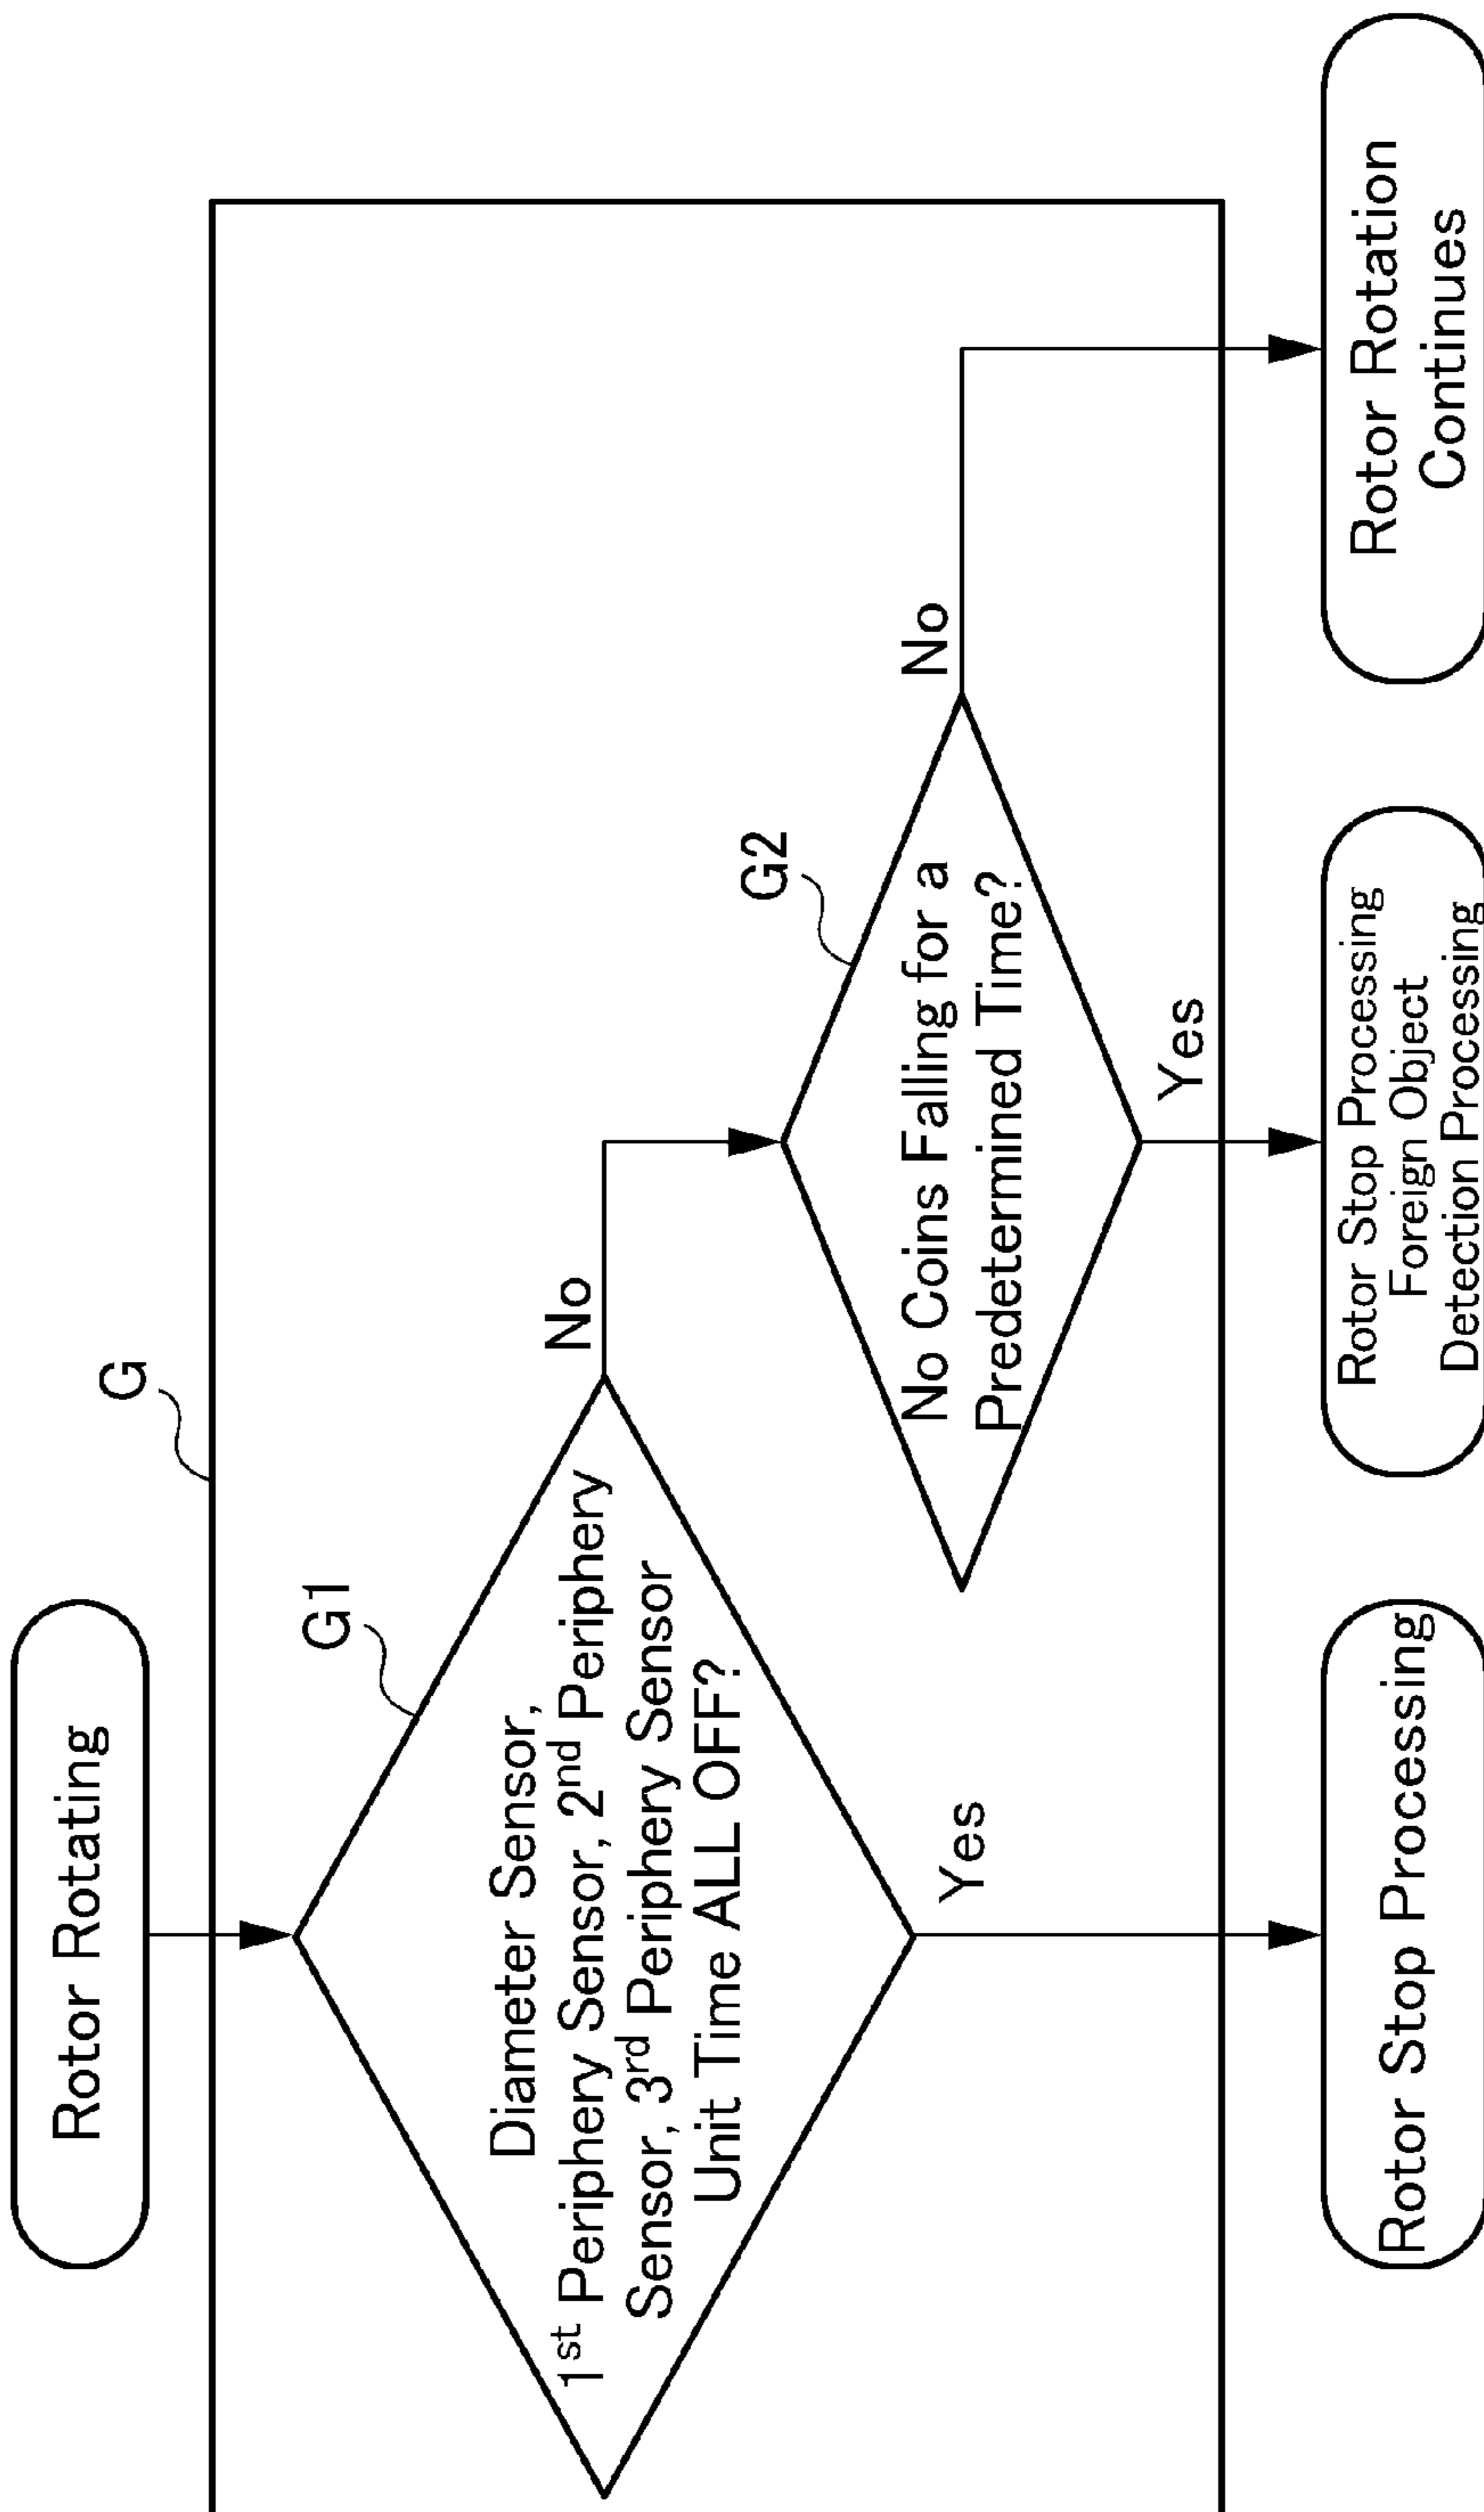 Rotor Rotating
G
G1
Diameter Sensor,
1st Periphery Sensor, 2nd Periphery
Sensor, 3rd Periphery Sensor
Unit Time ALL OFF?
No
Yes
G2
No Coins Falling for a
Predetermined Time?
No
Yes
Rotor Stop Processing
Rotor Stop Processing
Foreign Object
Detection Processing
Rotor Rotation
Continues